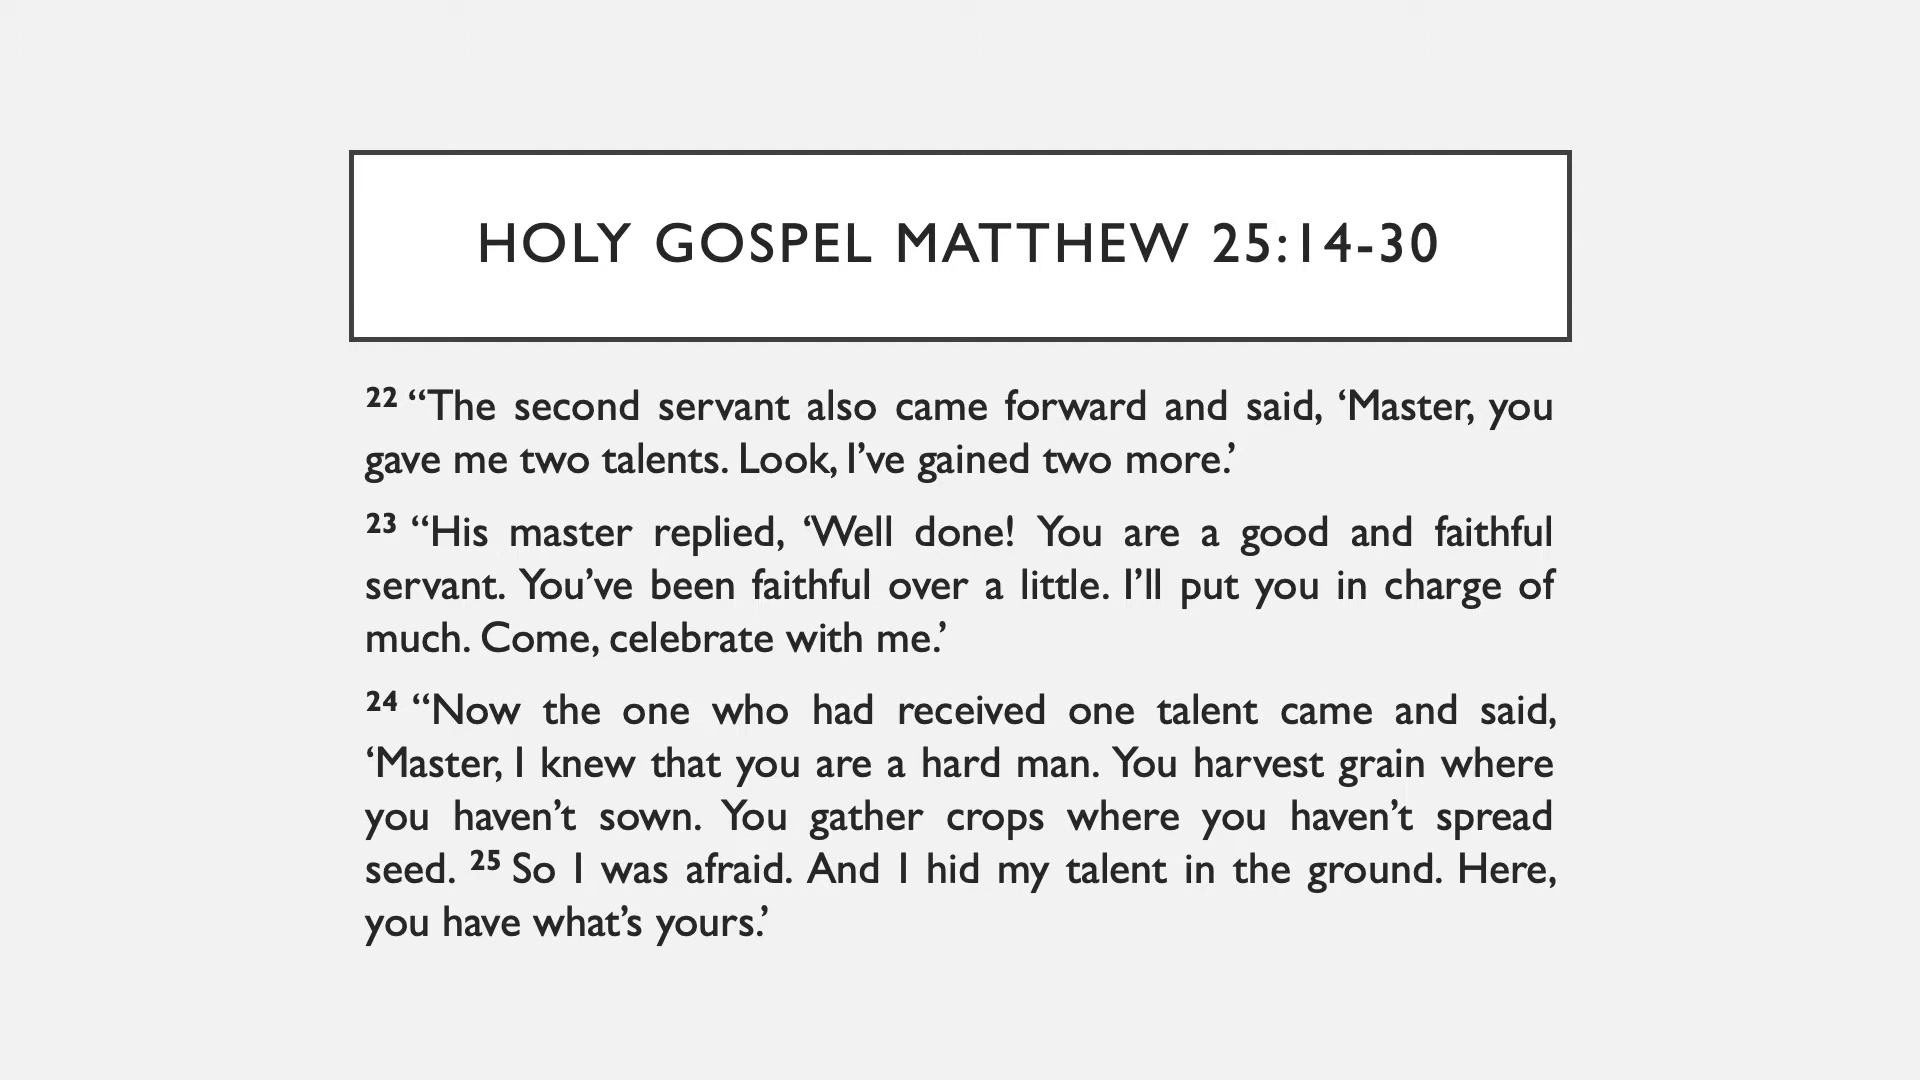 HOLY GOSPEL MATTHEW 25:14-30
22 “The second servant also came forward and said, ‘Master, you
gave me two talents. Look, I’ve gained two more.’
23 “His master replied, ‘Well done! You are a good and faithful
servant. You’ve been faithful over a little. I’ll put you in charge of
much. Come, celebrate with me.’
24 “Now the one who had received one talent came and said,
‘Master, I knew that you are a hard man. You harvest grain where
you haven’t sown. You gather crops where you haven’t spread
seed. 25 So I was afraid. And I hid my talent in the ground. Here,
you have what’s yours.’